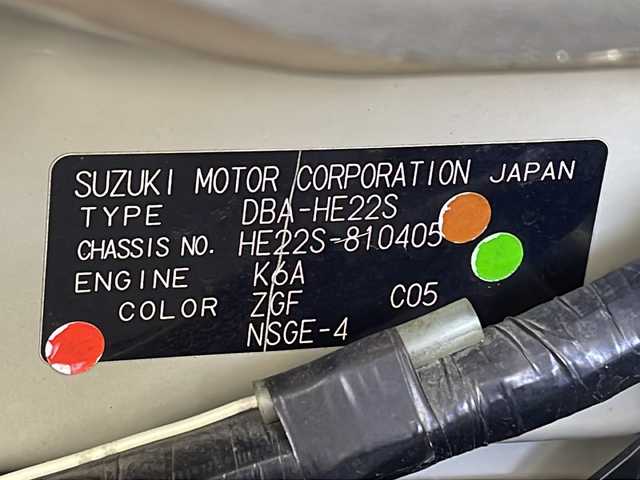 SUZUKI MOTOR CORPORATION JAPAN
TYPE DBA-HE22S
CHASSIS NO. HE22S-810405
ENGINE K6A
COLOR ZGF C05
NSGE-4